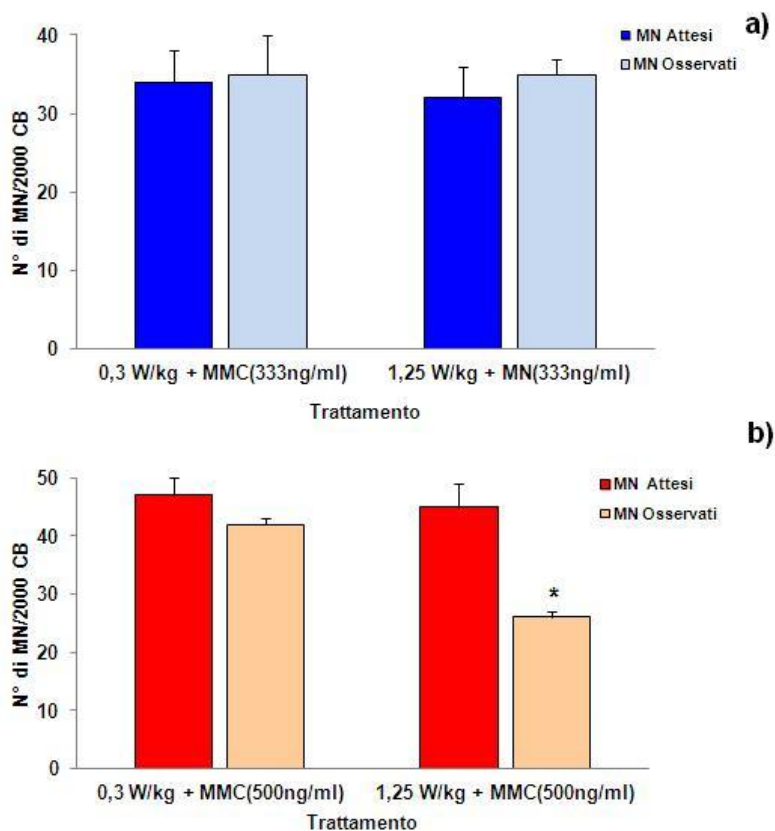 a)
MN Attesi
MN Osservati
40
30
20
10
0
N° di MN/2000 CB
0,3 W/kg + MMC(333ng/ml)
1,25 W/kg + MN(333ng/ml)
Trattamento
b)
MN Attesi
MN Osservati
50
40
30
20
10
0
N° di MN/2000 CB
*
0,3 W/kg + MMC(500ng/ml)
1,25 W/kg + MMC(500ng/ml)
Trattamento